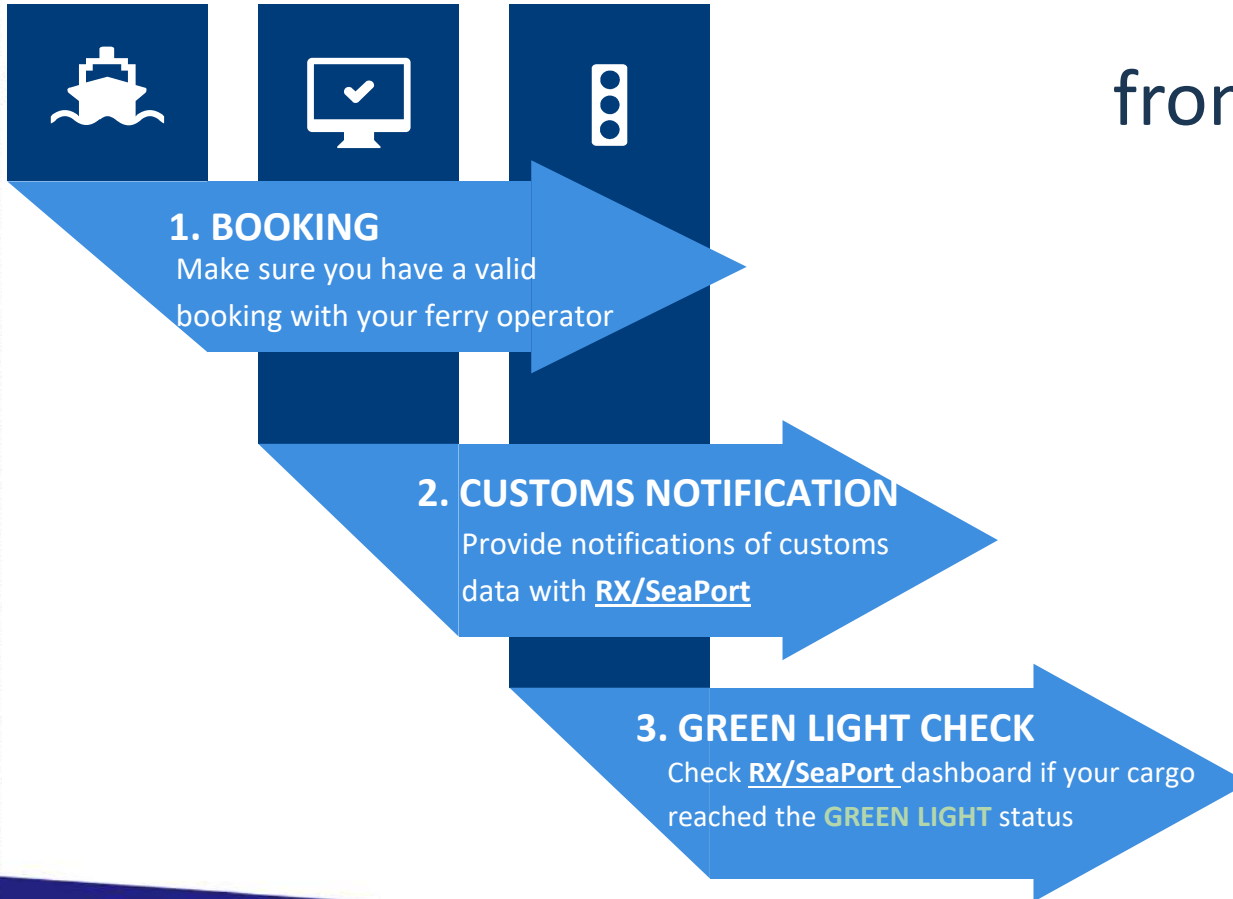 1. BOOKING
Make sure you have a valid
booking with your ferry operator
2. CUSTOMS NOTIFICATION
Provide notifications of customs
data with RX/SeaPort
3. GREEN LIGHT CHECK
Check RX/SeaPort dashboard if your cargo
reached the GREEN LIGHT status